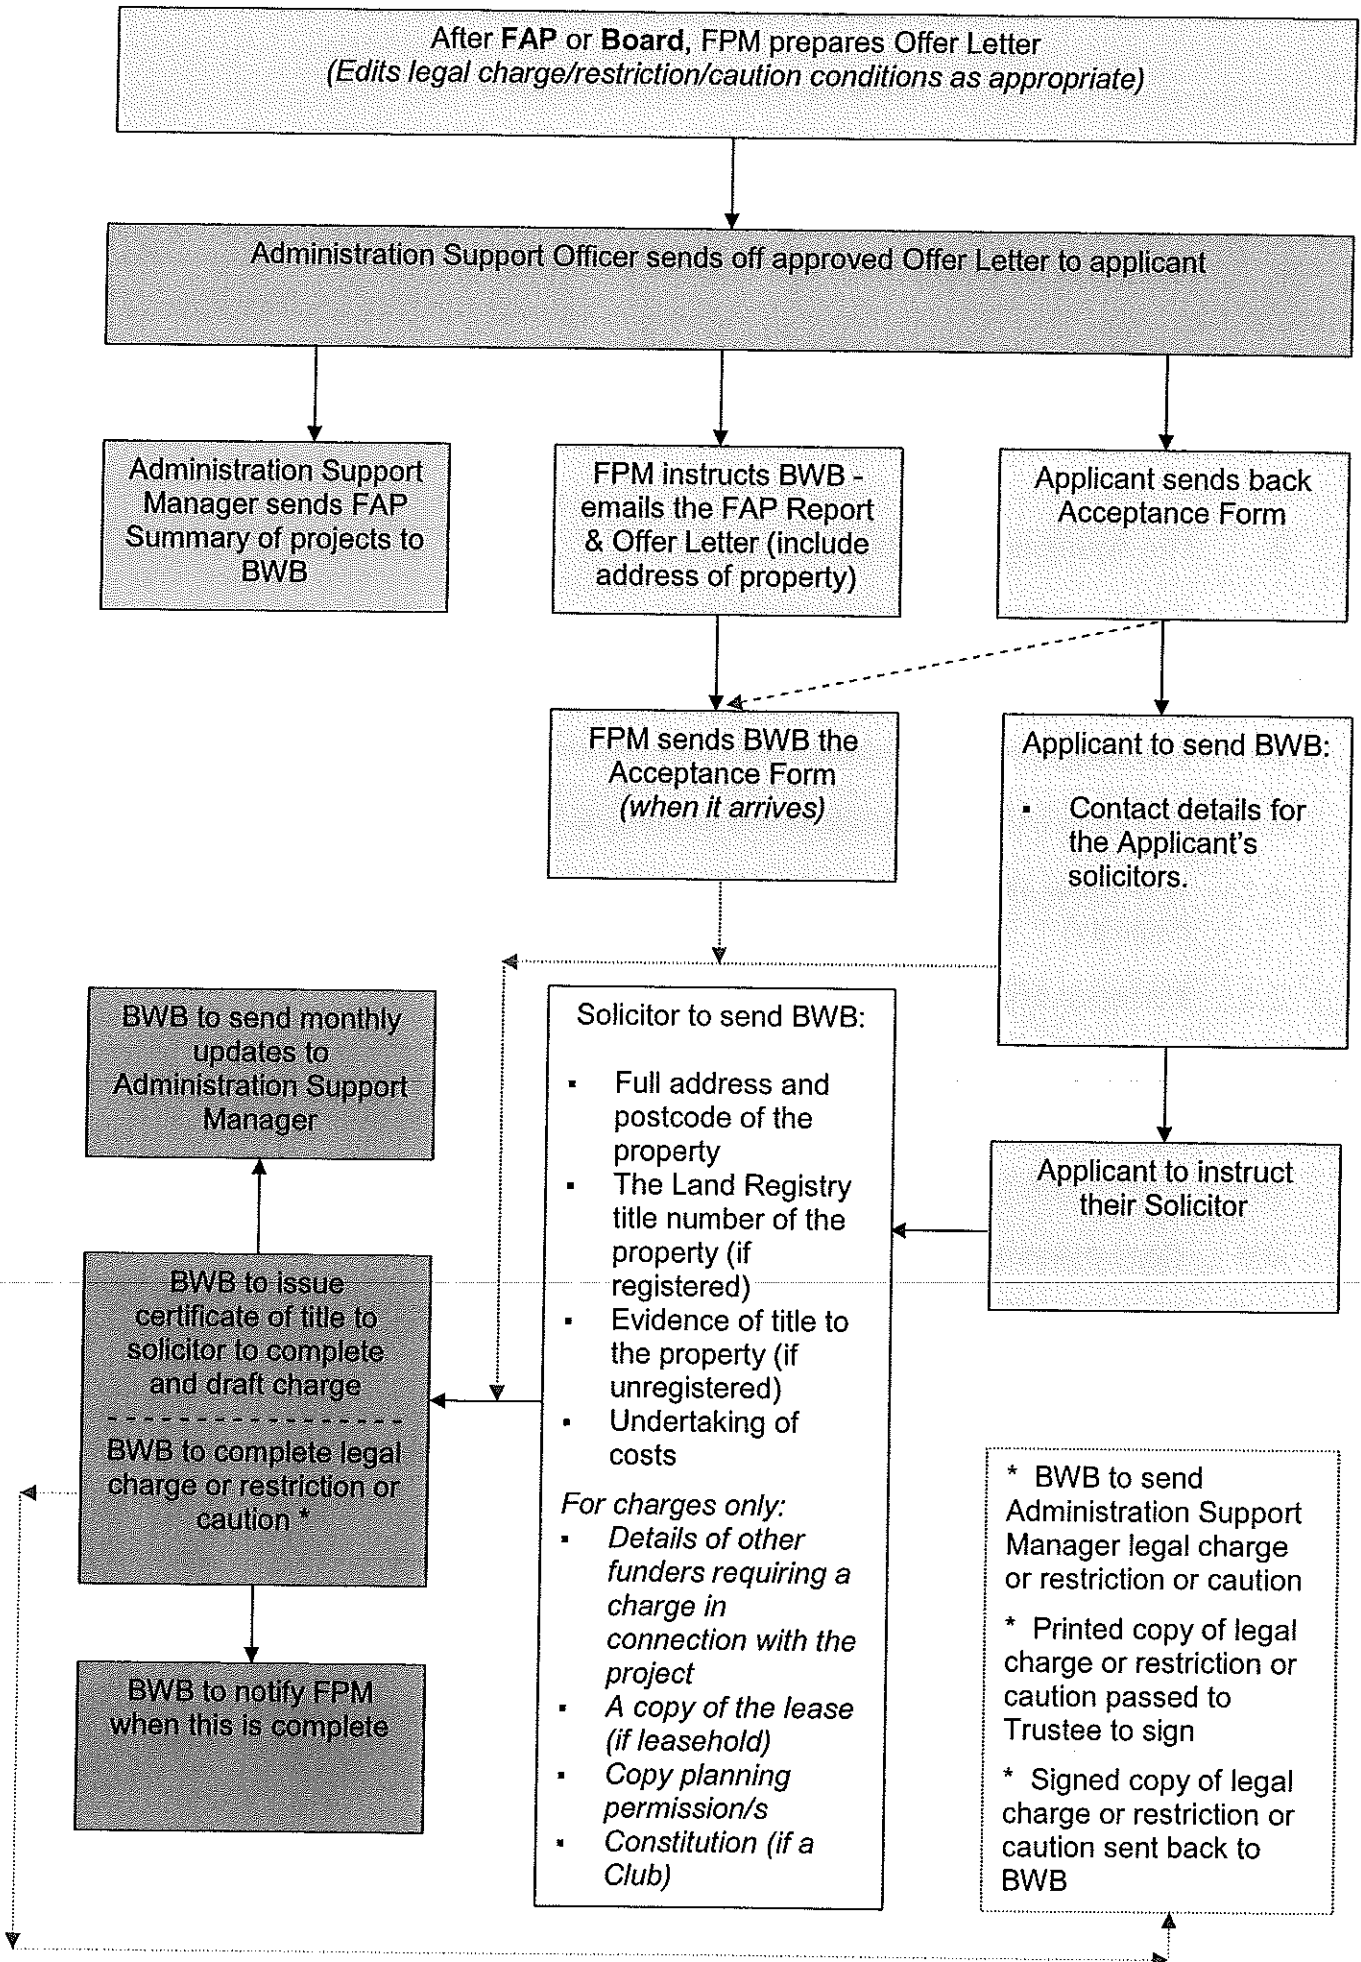 After FAP or Board, FPM prepares Offer Letter
(Edits legal charge/restriction/caution conditions as appropriate)
Administration Support Officer sends off approved Offer Letter to applicant
Administration Support
Manager sends FAP
Summary of projects to
BWB
FPM instructs BWB -
emails the FAP Report
& Offer Letter (include
address of property)
Applicant sends back
Acceptance Form
FPM sends BWB the
Acceptance Form
(when it arrives)
Applicant to send BWB:
▪ Contact details for
the Applicant's
solicitors.
BWB to send monthly
updates to
Administration Support
Manager
Solicitor to send BWB:
▪ Full address and
postcode of the
property
▪ The Land Registry
title number of the
property (if
registered)
▪ Evidence of title to
the property (if
unregistered)
▪ Undertaking of
costs
For charges only:
▪ Details of other
funders requiring a
charge in
connection with the
project
▪ A copy of the lease
(if leasehold)
▪ Copy planning
permission/s
▪ Constitution (if a
Club)
Applicant to instruct
their Solicitor
BWB to issue
certificate of title to
solicitor to complete
and draft charge
BWB to complete legal
charge or restriction or
caution *
BWB to notify FPM
when this is complete
* BWB to send
Administration Support
Manager legal charge
or restriction or caution
* Printed copy of legal
charge or restriction or
caution passed to
Trustee to sign
* Signed copy of legal
charge or restriction or
caution sent back to
BWB